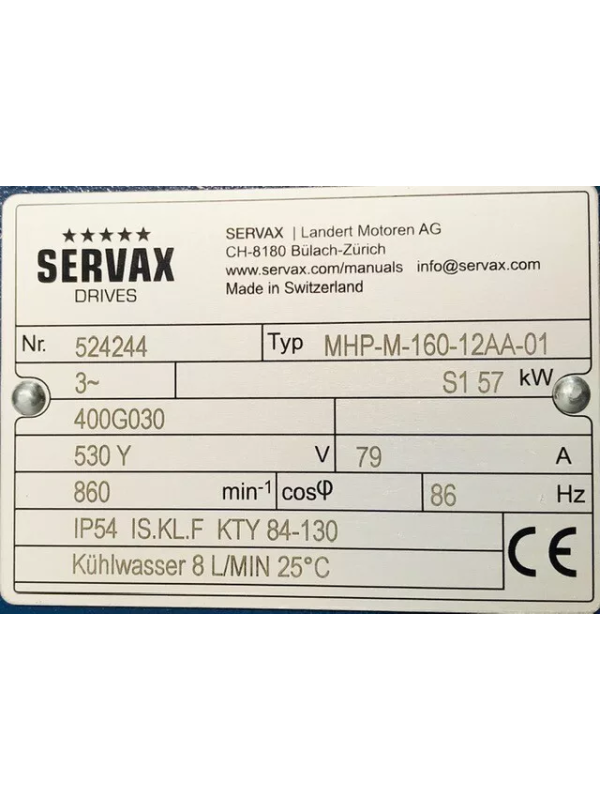 ★★★★★
SERVAX
DRIVES
SERVAX | Landert Motoren AG
CH-8180 Bülach-Zürich
www.servax.com/manuals info@servax.com
Made in Switzerland
Nr. 524244 Typ MHP-M-160-12AA-01
3~ S1 57 kW
400G030
530 Y V 79 A
860 min-1 cosφ 86 Hz
IP54 IS.KL.F KTY 84-130
Kühlwasser 8 L/MIN 25°C
CE